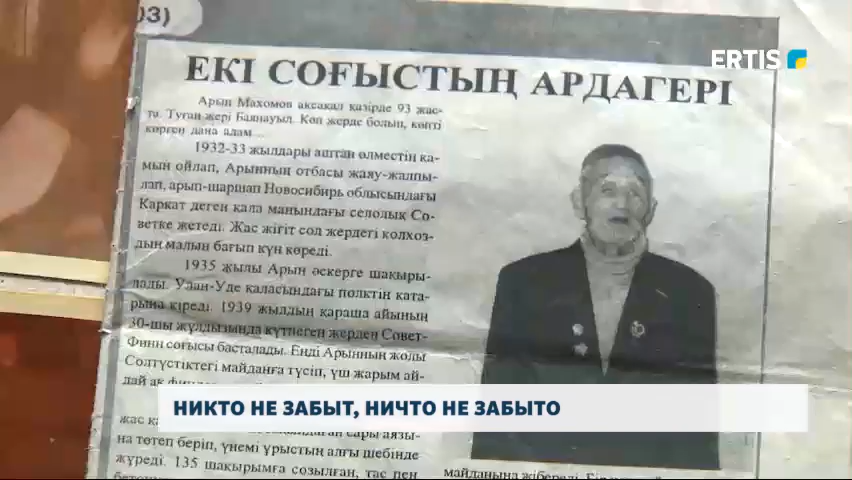 03)
ERTIS
ЕКІ СОҒЫСТЫҢ АРДАГЕРІ
Арын Махомов ақсақал қазірде 93 жас-
та. Туған жері Баянауыл. Көп жерде болып, көпті
көрген дана адам...
1932-33 жылдары аштан өлместің қа-
мын ойлап, Арынның отбасы жаяу-жалпы-
лап, арып-шаршап Новосибирь облысындағы
Каркат деген қала маңындағы селолық Со-
ветке жетеді. Жас жігіт сол жердегі колхоз-
дың малын бағып күн көреді.
1935 жылы Арын әскерге шақыры-
лады. Улан-Уде қаласындағы полктің ката-
рына кіреді. 1939 жылдың қараша айының
30-шы жұлдызында күтпеген жерден Совет-
Финн соғысы басталады. Енді Арынның жолы
Солтүстіктегі майданға түсіп, үш жарым ай-
дай ақ
НИКТО НЕ ЗАБЫТ, НИЧТО НЕ ЗАБЫТО
жас
сары аязы-
на төтеп беріп, үнемі ұрыстың алғы шебінде
жүреді. 135 шақырымға созылған, тас пен
майданына жібереді.